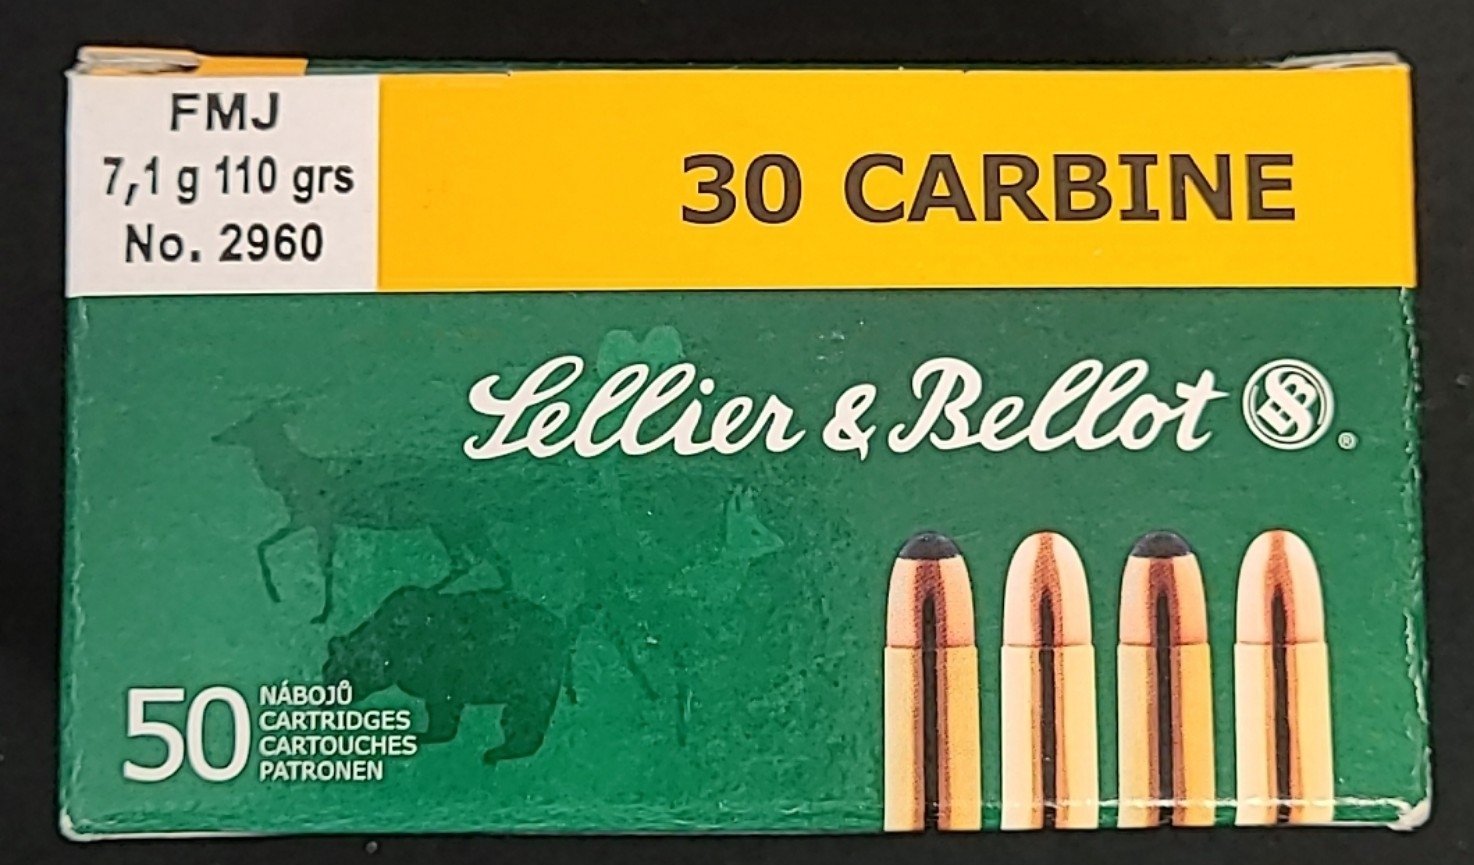 FMJ
7,1 g 110 grs
No. 2960
30 CARBINE
Sellier & Bellot
S&B
®
50
NÁBOJŮ
CARTRIDGES
CARTOUCHES
PATRONEN